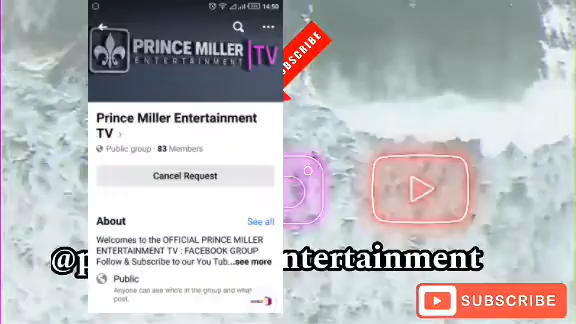 14:50
PRINCE MILLER TV
ENTERTAINMENT
SUBSCRIBE
Prince Miller Entertainment
TV
Public group · 83 Members
Cancel Request
About
See all
Welcomes to the OFFICIAL PRINCE MILLER
ENTERTAINMENT TV : FACEBOOK GROUP
Follow & Subscribe to our You Tub...see more
@p
ntertainment
Public
Anyone can see who's in the group and what
post.
SUBSCRIBE